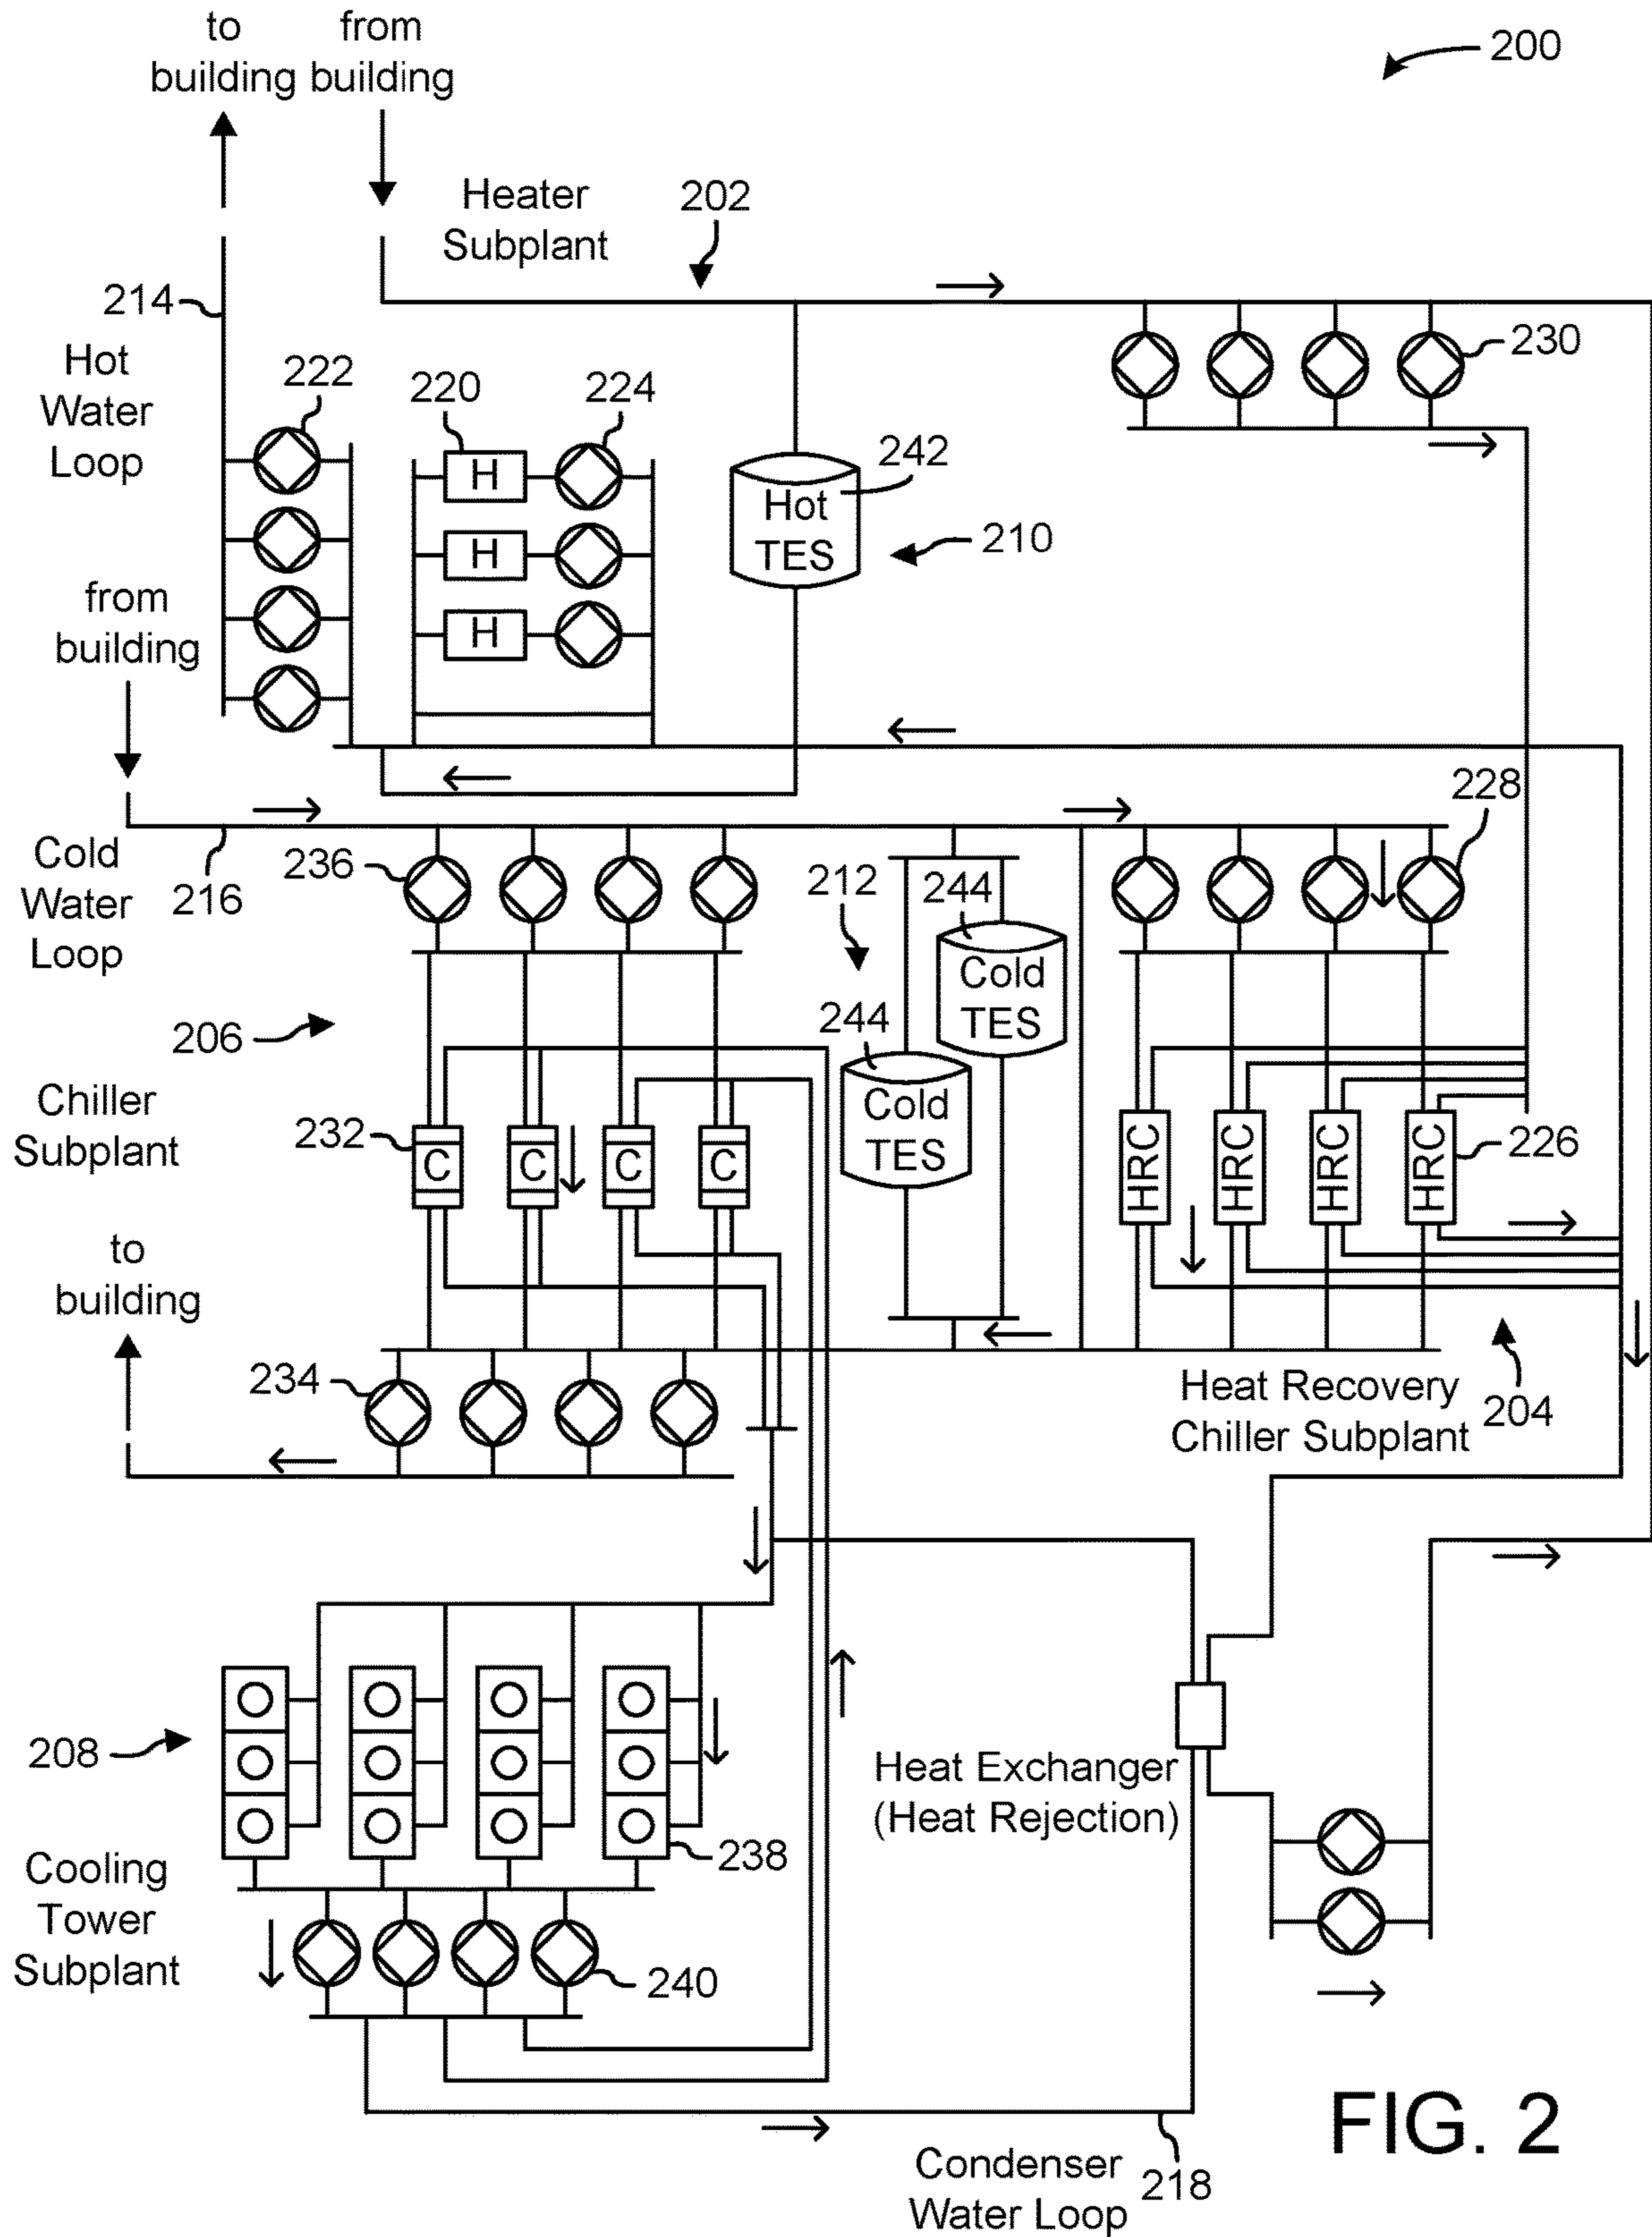 to from
building building
200
Heater
Subplant
202
214
Hot
Water
Loop
222
220
224
230
H
H
H
242
Hot
TES
210
from
building
228
Cold
Water
Loop
216
236
212
244
Cold
TES
244
Cold
TES
206
Chiller
Subplant
232
C
C
C
C
HRC
HRC
HRC
HRC
226
to
building
234
Heat Recovery
Chiller Subplant
204
208
Heat Exchanger
(Heat Rejection)
238
Cooling
Tower
Subplant
240
FIG. 2
Condenser
Water Loop
218